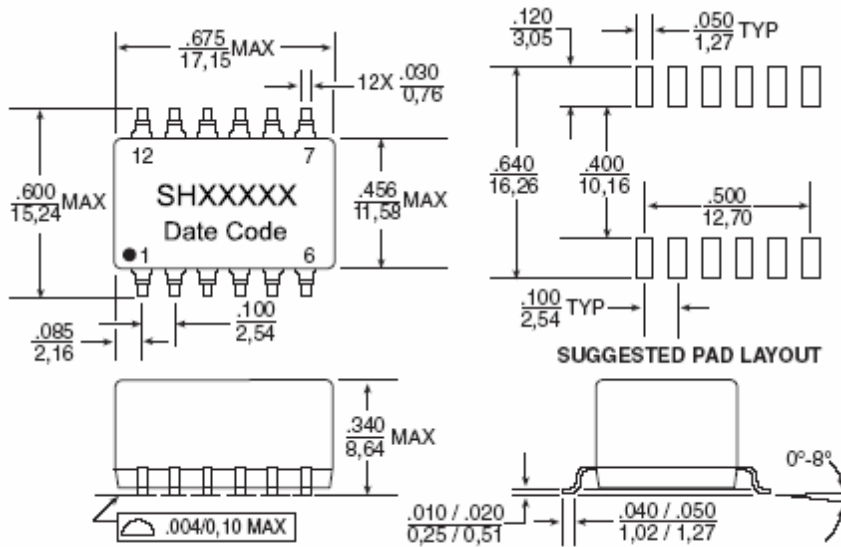 .675
17,15 MAX
12X .030
0,76
12
7
SHXXXXX
Date Code
1
6
.600
15,24 MAX
.456
11,58 MAX
.085
2,16
.100
2,54
.120
3,05
.050
1,27 TYP
.640
16,26
.400
10,16
.500
12,70
.100
2,54 TYP
SUGGESTED PAD LAYOUT
.340
8,64 MAX
.004/0,10 MAX
0°-8°
.010 / .020
0,25 / 0,51
.040 / .050
1,02 / 1,27